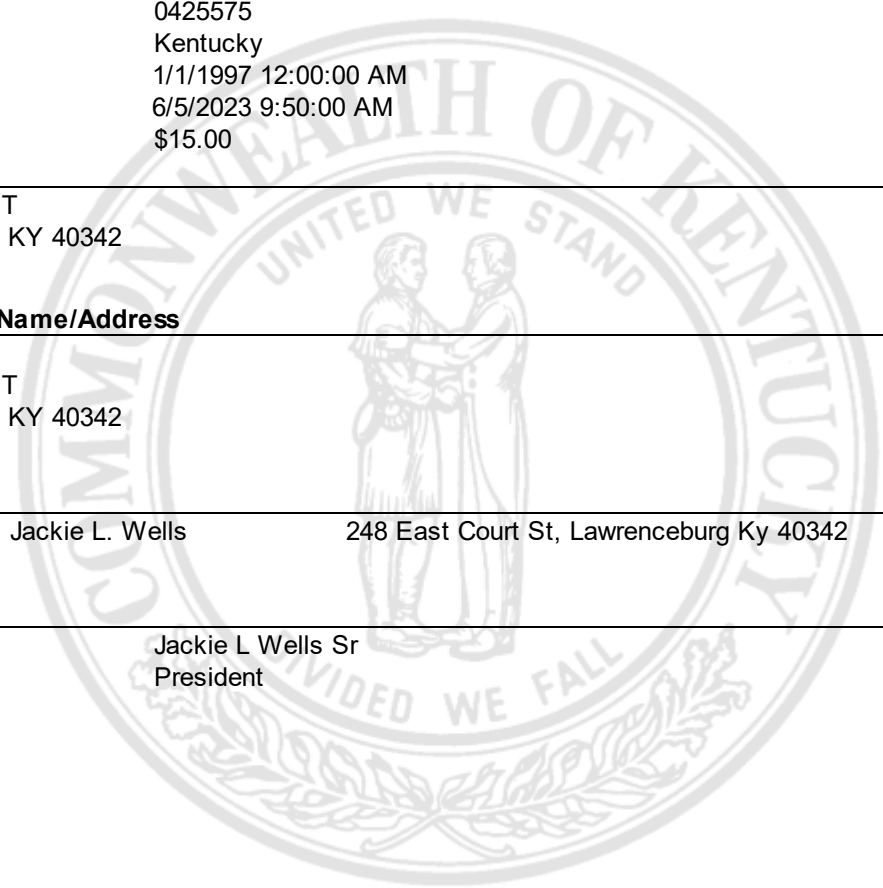 0425575
Kentucky
1/1/1997 12:00:00 AM
6/5/2023 9:50:00 AM
$15.00
T
KY 40342
Name/Address
T
KY 40342
Jackie L. Wells 248 East Court St, Lawrenceburg Ky 40342
Jackie L Wells Sr
President
COMMONWEALTH OF KENTUCKY
UNITED WE STAND
DIVIDED WE FALL